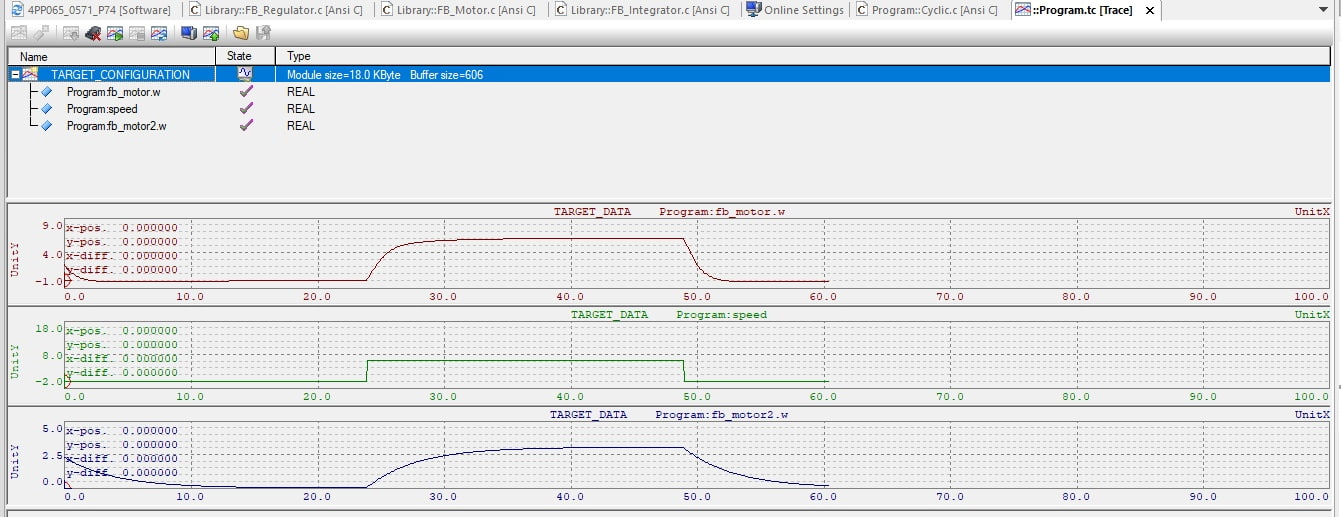 4PP065_0571_P74 [Software] Library::FB_Regulator.c [Ansi C] Library::FB_Motor.c [Ansi C] Library::FB_Integrator.c [Ansi C] Online Settings Program::Cyclic.c [Ansi C] ::Program.tc [Trace]
Name State Type
TARGET_CONFIGURATION Module size=18.0 KByte Buffer size=606
Program:fb_motor.w REAL
Program:speed REAL
Program:fb_motor2.w REAL
TARGET_DATA Program:fb_motor.w UnitX
9.0 x-pos. 0.000000
y-pos. 0.000000
4.0 x-diff. 0.000000
y-diff. 0.000000
-1.0
UnitY
0.0 10.0 20.0 30.0 40.0 50.0 60.0 70.0 80.0 90.0 100.0
TARGET_DATA Program:speed UnitX
18.0 x-pos. 0.000000
y-pos. 0.000000
8.0 x-diff. 0.000000
y-diff. 0.000000
-2.0
UnitY
0.0 10.0 20.0 30.0 40.0 50.0 60.0 70.0 80.0 90.0 100.0
TARGET_DATA Program:fb_motor2.w UnitX
5.0 x-pos. 0.000000
y-pos. 0.000000
2.5 x-diff. 0.000000
y-diff. 0.000000
0.0
UnitY
0.0 10.0 20.0 30.0 40.0 50.0 60.0 70.0 80.0 90.0 100.0